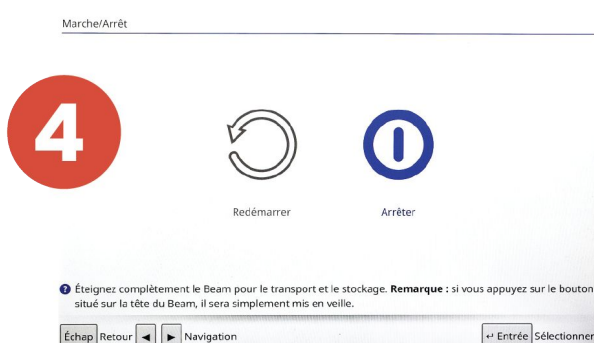 Marche/Arrêt
4
Redémarrer
Arrêter
? Éteignez complètement le Beam pour le transport et le stockage. Remarque : si vous appuyez sur le bouton
situé sur la tête du Beam, il sera simplement mis en veille.
Échap Retour ◄ ► Navigation
↵ Entrée Sélectionner